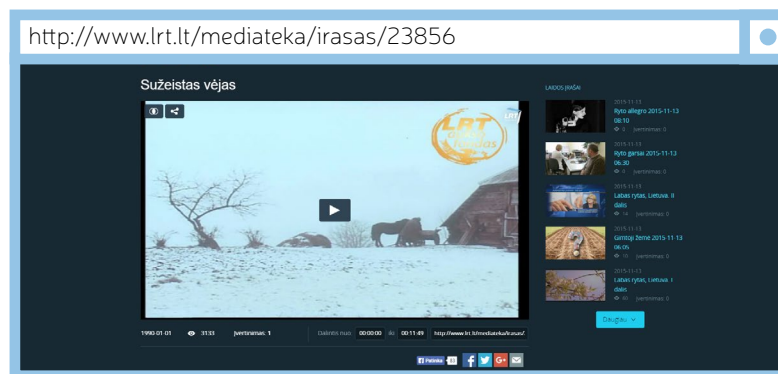 http://www.lrt.lt/mediateka/irasas/23856
Sužeistas vėjas
LRT
LRT
LAIDOS ĮRAŠAI
2015-11-13
Ryto allegro 2015-11-13
08:10
0 Įvertinimas: 0
2015-11-13
Ryto garsai 2015-11-13
06:30
0 Įvertinimas: 0
2015-11-13
Labas rytas, Lietuva. II
dalis
14 Įvertinimas: 0
2015-11-13
Gimtoji žemė 2015-11-13
06:05
10 Įvertinimas: 0
2015-11-13
Labas rytas, Lietuva. I
dalis
Įvertinimas: 0
Daugiau
1990-01-01 3133 Įvertinimas: 1 Dalintis nuo 00:00:00 iki 00:11:49 http://www.lrt.lt/mediateka/irasas/
Patinka